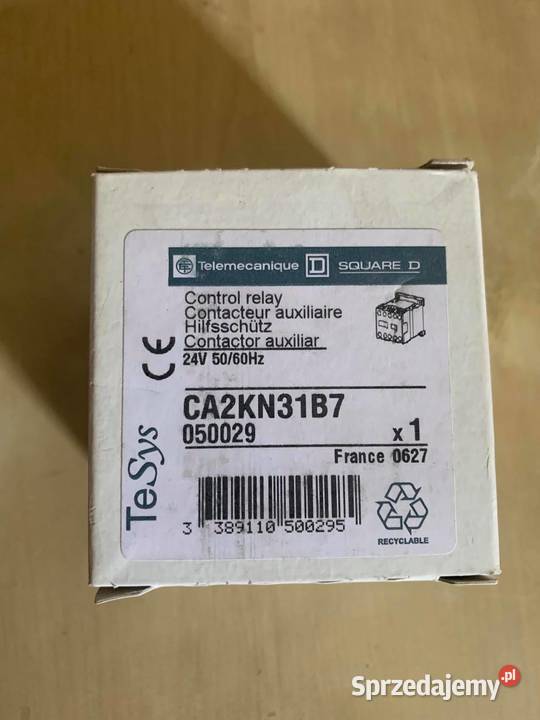 Telemecanique SQUARE D
Control relay
Contacteur auxiliaire
Hilfsschütz
Contactor auxiliar
24V 50/60Hz
CA2KN31B7
050029 x 1
France 0627
3 389110 500295
RECYCLABLE
CE
TeSys
Sprzedajemy.pl